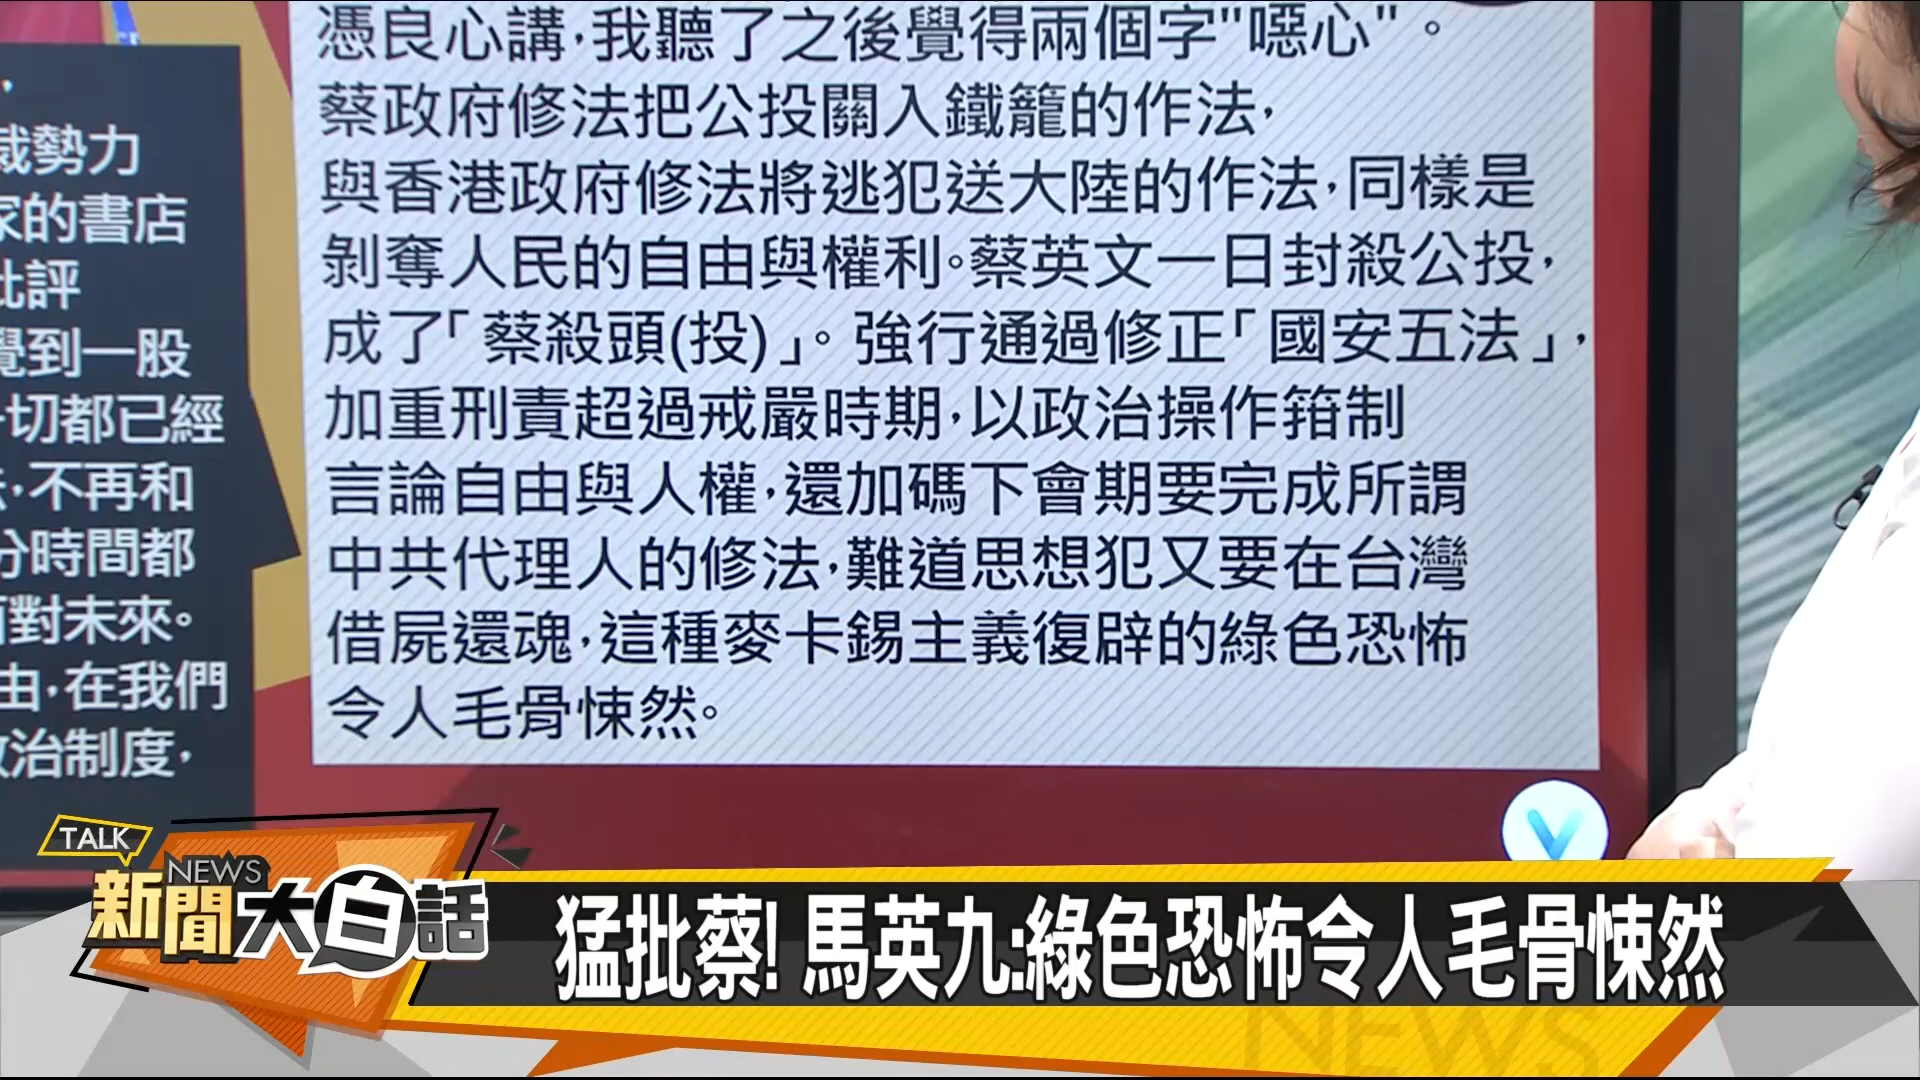 裁勢力
家的書店
批評
覺到一股
一切都已經
不再和
分時間都
面對未來。
由,在我們
政治制度,
憑良心講,我聽了之後覺得兩個字"噁心"。
蔡政府修法把公投關入鐵籠的作法,
與香港政府修法將逃犯送大陸的作法,同樣是
剝奪人民的自由與權利。蔡英文一日封殺公投,
成了「蔡殺頭(投)」。強行通過修正「國安五法」,
加重刑責超過戒嚴時期,以政治操作箝制
言論自由與人權,還加碼下會期要完成所謂
中共代理人的修法,難道思想犯又要在台灣
借屍還魂,這種麥卡錫主義復辟的綠色恐怖
令人毛骨悚然。
TALK
NEWS
新聞大白話
猛批蔡! 馬英九:綠色恐怖令人毛骨悚然
NEWS